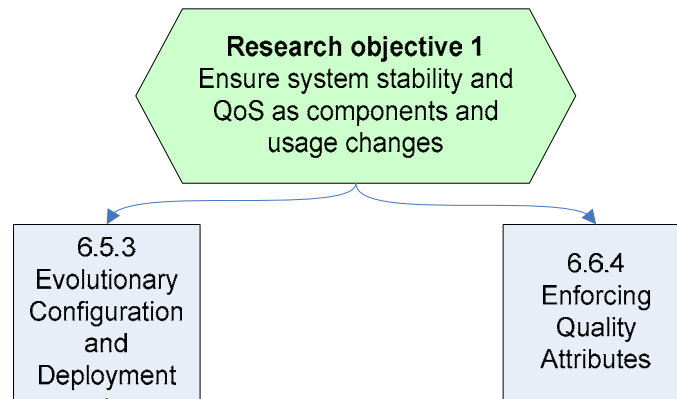 Research objective 1
Ensure system stability and
QoS as components and
usage changes
6.5.3
Evolutionary
Configuration
and
Deployment
6.6.4
Enforcing
Quality
Attributes